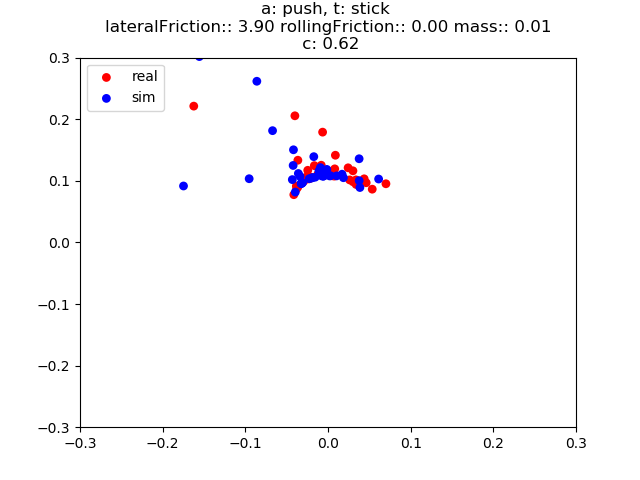 a: push, t: stick
lateralFriction:: 3.90 rollingFriction:: 0.00 mass:: 0.01
c: 0.62
real
sim
0.3
0.2
0.1
0.0
−0.1
−0.2
−0.3
−0.3 −0.2 −0.1 0.0 0.1 0.2 0.3